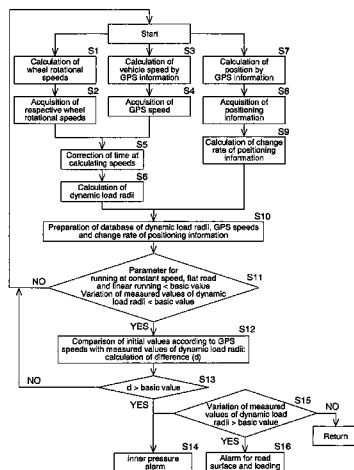 Start
S1
Calculation of
wheel rotational
speeds
S3
Calculation of
vehicle speed by
GPS information
S7
Calculation of
position by
GPS information
S2
Acquisition of
respective wheel
rotational speeds
S4
Acquisition of
GPS speed
S8
Acquisition of
positioning
information
S9
Calculation of change
rate of positioning
information
S5
Correction of time at
calculating speeds
S6
Calculation of
dynamic load radii
S10
Preparation of database of dynamic load radii, GPS speeds
and change rate of positioning information
S11
NO
Parameter for
running at constant speed, flat road
and linear running < basic value
Variation of measured values of dynamic
load radii < basic value
YES
S12
Comparison of initial values according to GPS
speeds with measured values of dynamic load radii:
calculation of difference (d)
S13
NO
d > basic value
YES
S15
Variation of measured
values of dynamic load
radii > basic value
NO
YES
Return
S14
Inner pressure
alarm
S16
Alarm for road
surface and loading